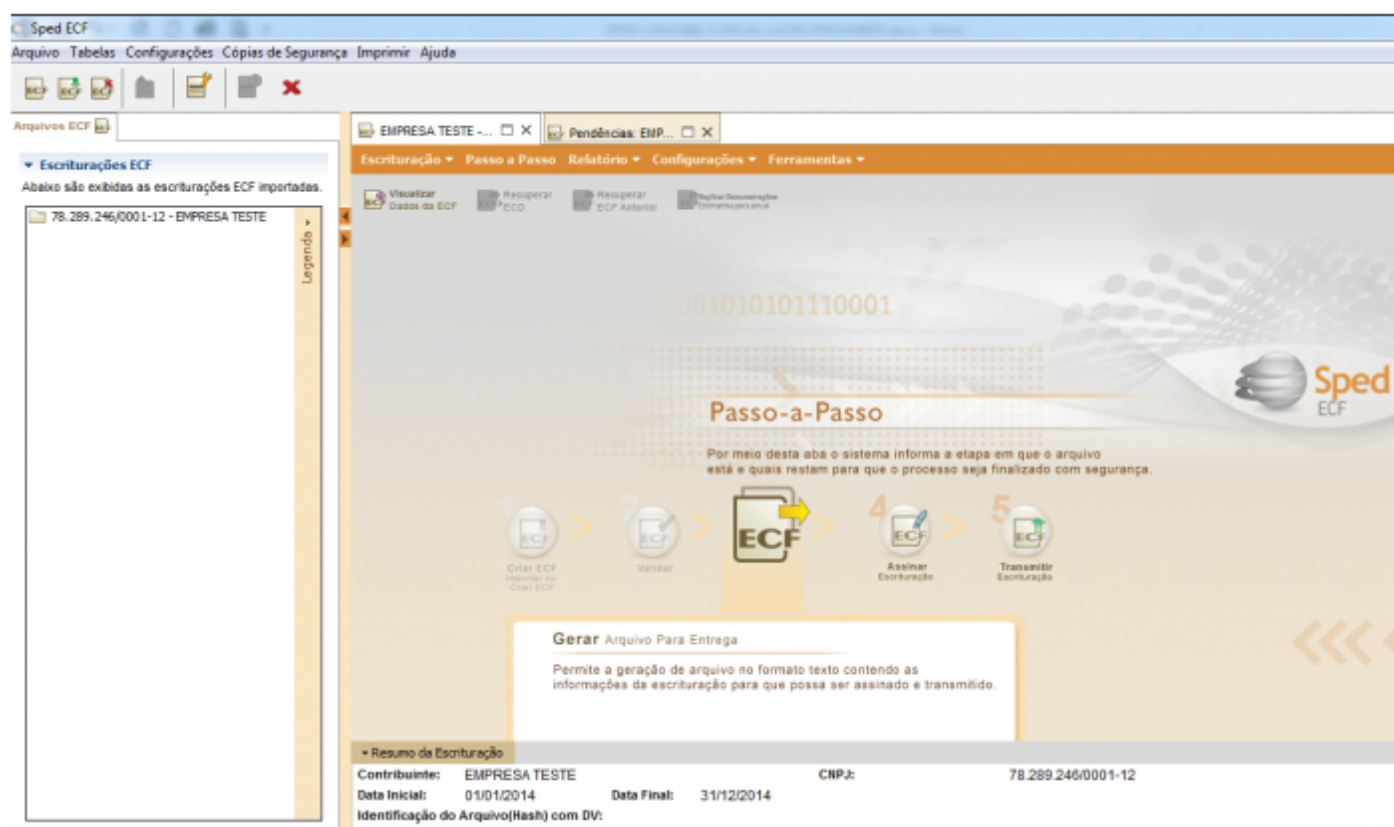 Sped ECF
Arquivo Tabelas Configurações Cópias de Segurança Imprimir Ajuda
Arquivos ECF
EMPRESA TESTE -...
Pendências: EMP...
Escriturações ECF
Abaixo são exibidas as escriturações ECF importadas.
78.289.246/0001-12 - EMPRESA TESTE
Legenda
Escrituração Passo a Passo Relatório Configurações Ferramentas
Visualizar
Dados da ECF
Recuperar
ECD
Recuperar
ECF Anterior
0001010101110001
Sped
ECF
Passo-a-Passo
Por meio desta aba o sistema informa a etapa em que o arquivo
está e quais restam para que o processo seja finalizado com segurança.
1
2
ECF
4
5
Criar ECF
Importar ou
Criar ECF
Validar
Assinar
Escrituração
Transmitir
Escrituração
Gerar Arquivo Para Entrega
Permite a geração de arquivo no formato texto contendo as
informações da escrituração para que possa ser assinado e transmitido.
Resumo da Escrituração
Contribuinte: EMPRESA TESTE CNPJ: 78.289.246/0001-12
Data Inicial: 01/01/2014 Data Final: 31/12/2014
Identificação do Arquivo(Hash) com DV: